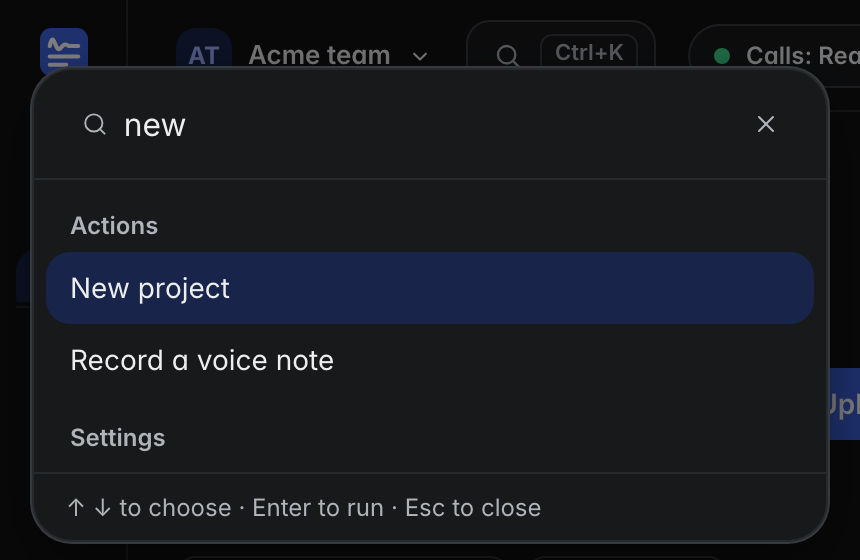 AT Acme team Ctrl+K Calls:
new
Actions
New project
Record a voice note
Settings
↑ ↓ to choose · Enter to run · Esc to close